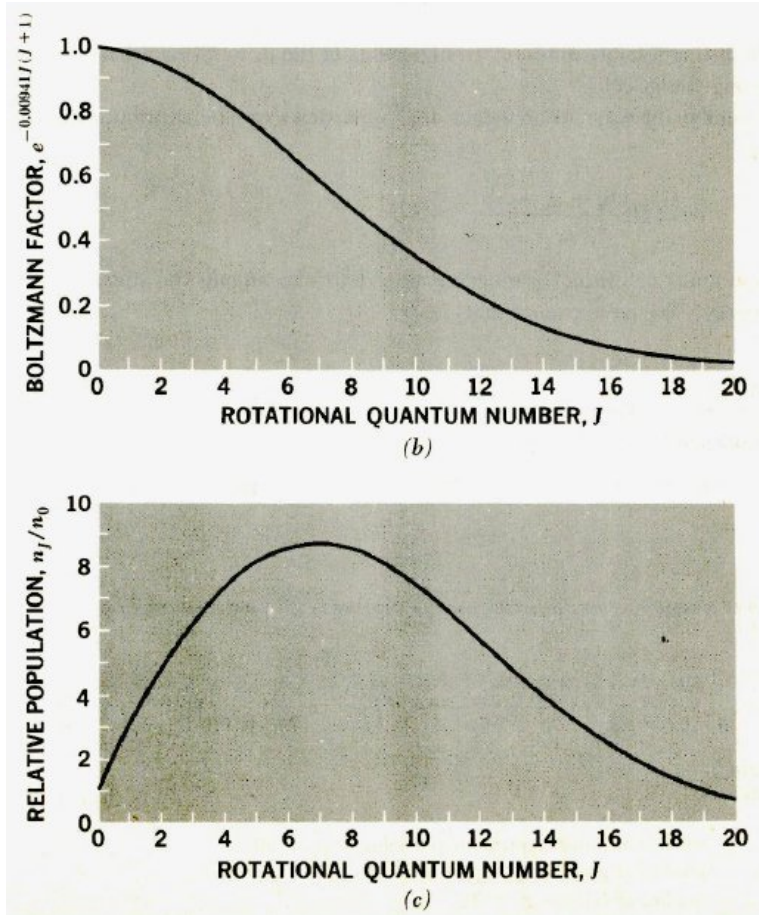 BOLTZMANN FACTOR, e^−0.00941J(J+1)
1.0
0.8
0.6
0.4
0.2
0
0 2 4 6 8 10 12 14 16 18 20
ROTATIONAL QUANTUM NUMBER, J
(b)
RELATIVE POPULATION, nJ/n0
10
8
6
4
2
0
0 2 4 6 8 10 12 14 16 18 20
ROTATIONAL QUANTUM NUMBER, J
(c)